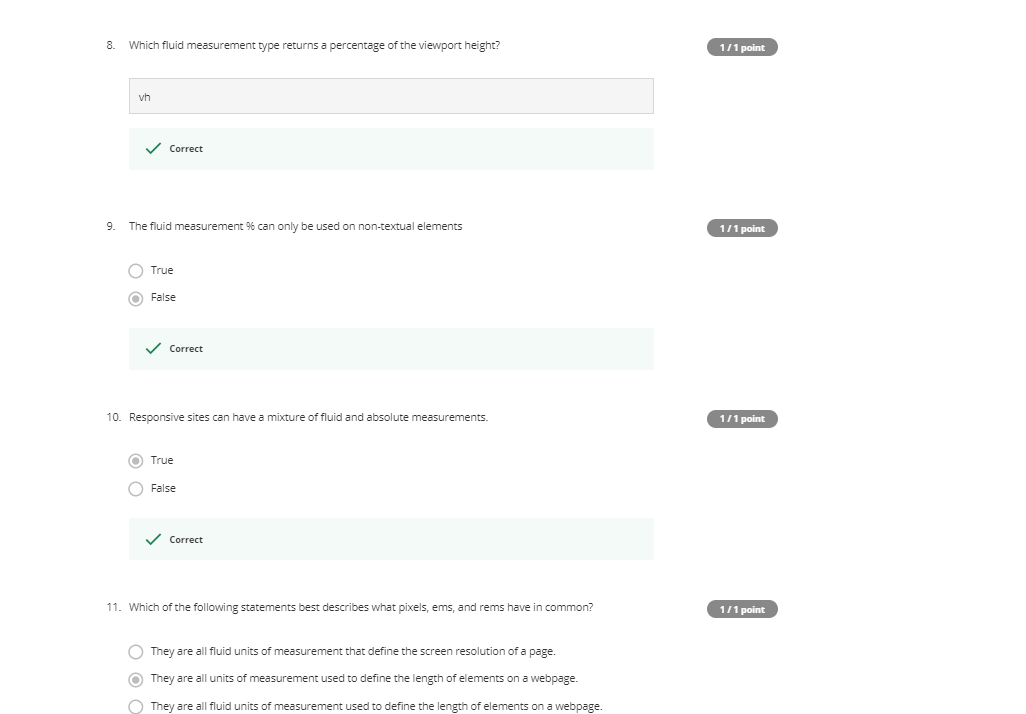 8. Which fluid measurement type returns a percentage of the viewport height?
1 / 1 point
vh
Correct
9. The fluid measurement % can only be used on non-textual elements
1 / 1 point
True
False
Correct
10. Responsive sites can have a mixture of fluid and absolute measurements.
1 / 1 point
True
False
Correct
11. Which of the following statements best describes what pixels, ems, and rems have in common?
1 / 1 point
They are all fluid units of measurement that define the screen resolution of a page.
They are all units of measurement used to define the length of elements on a webpage.
They are all fluid units of measurement used to define the length of elements on a webpage.